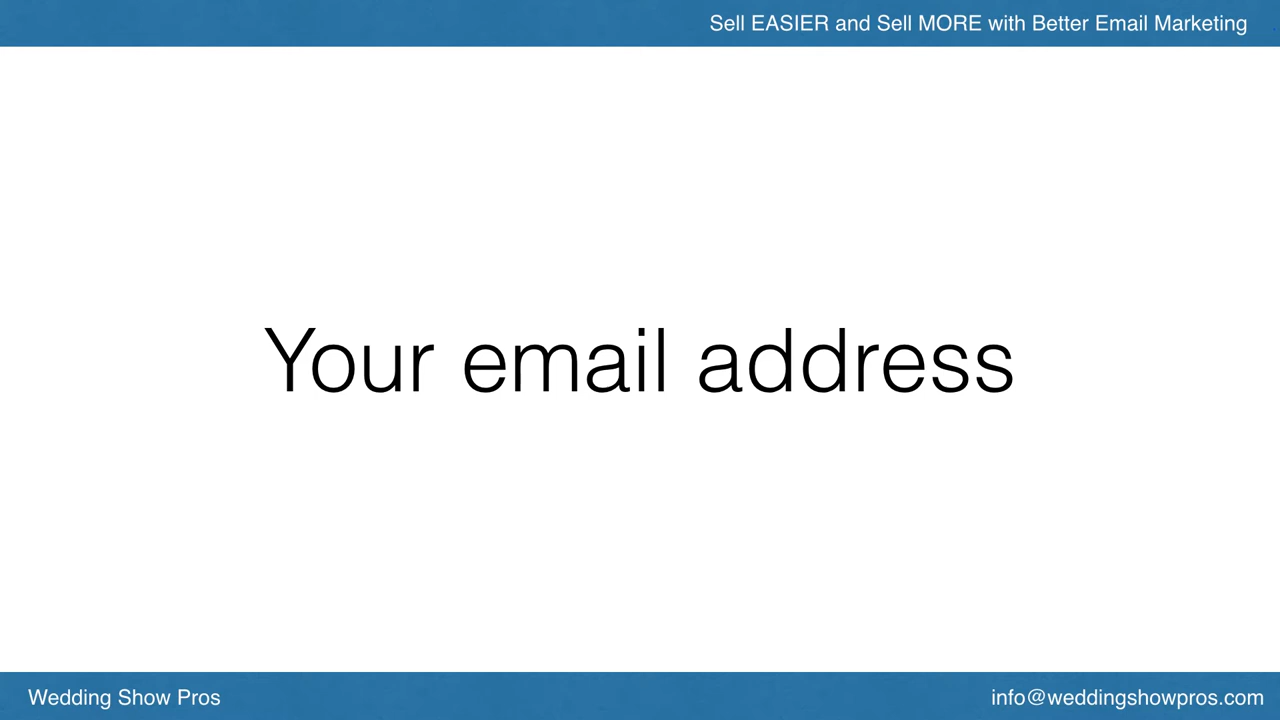 Sell EASIER and Sell MORE with Better Email Marketing
Your email address
Wedding Show Pros
info@weddingshowpros.com